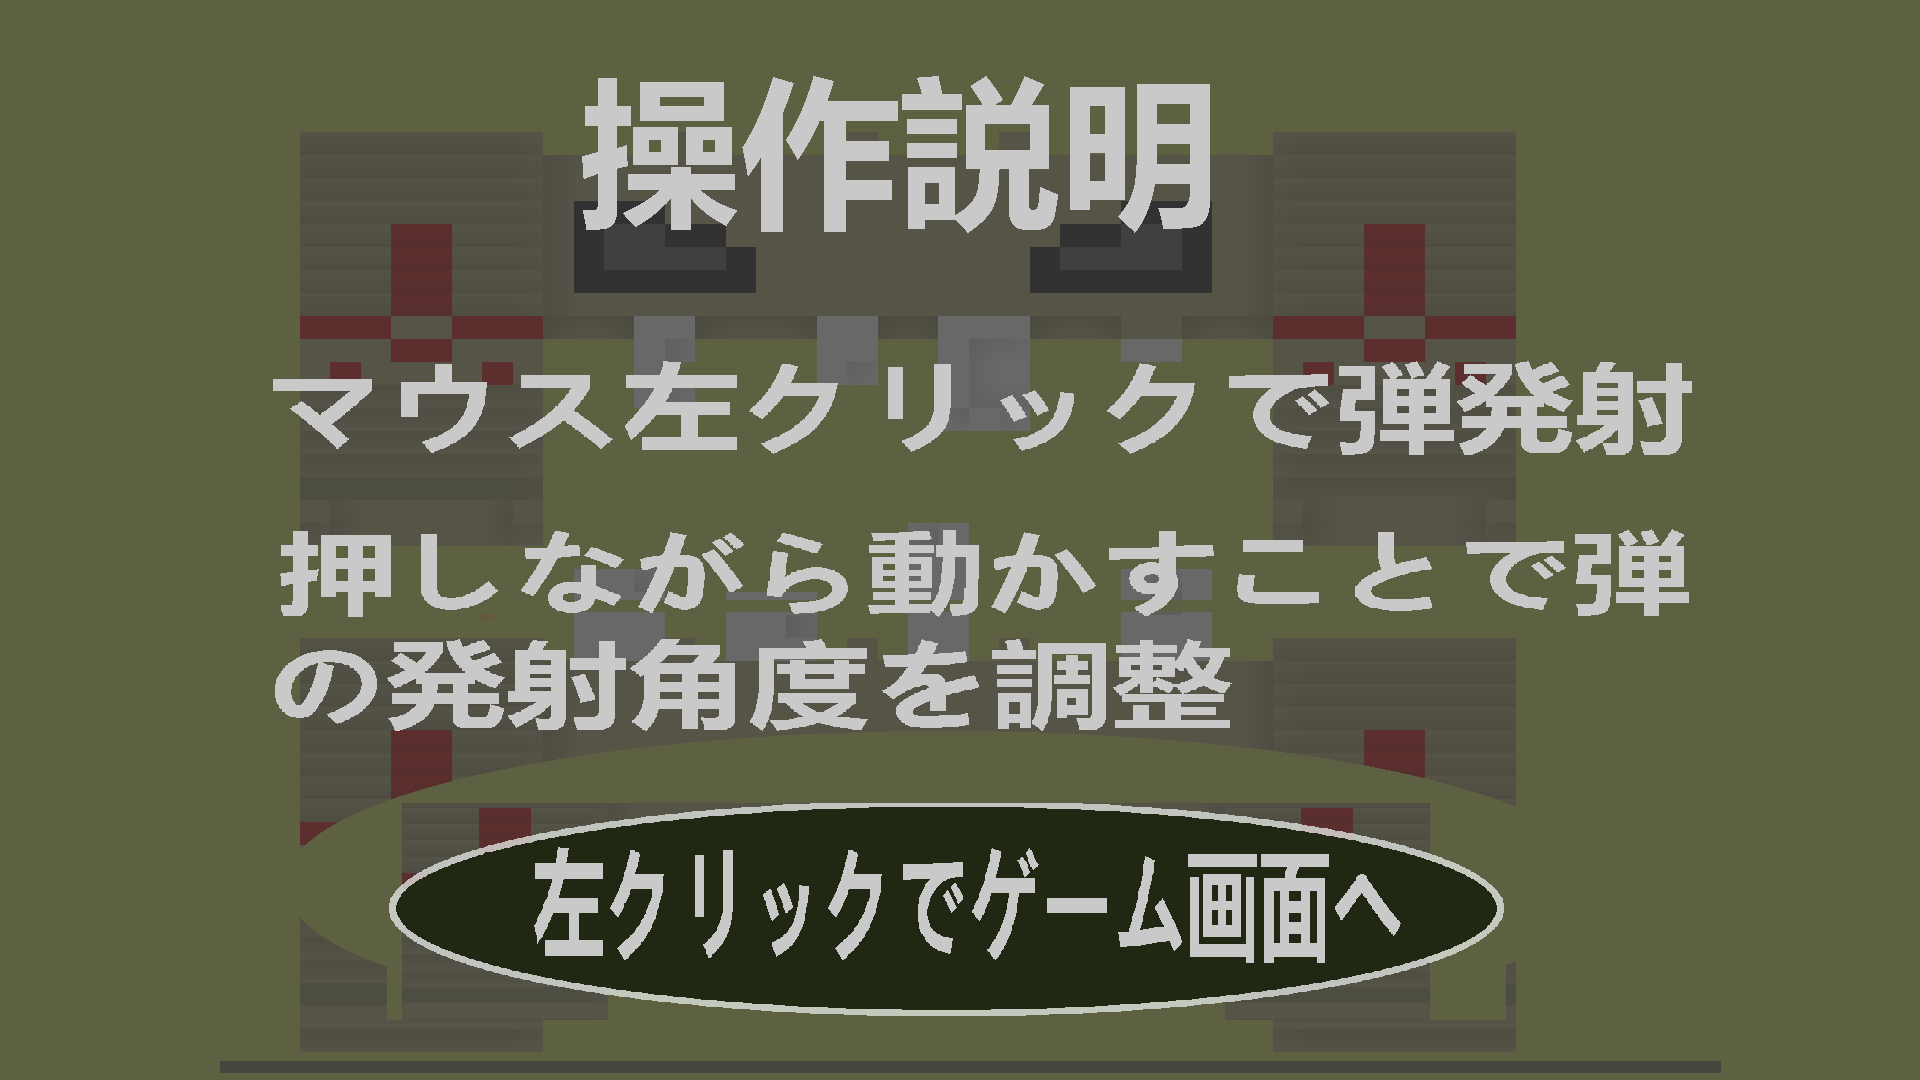 操作説明
マウス左クリックで弾発射
押しながら動かすことで弾
の発射角度を調整
左クリックでゲーム画面へ